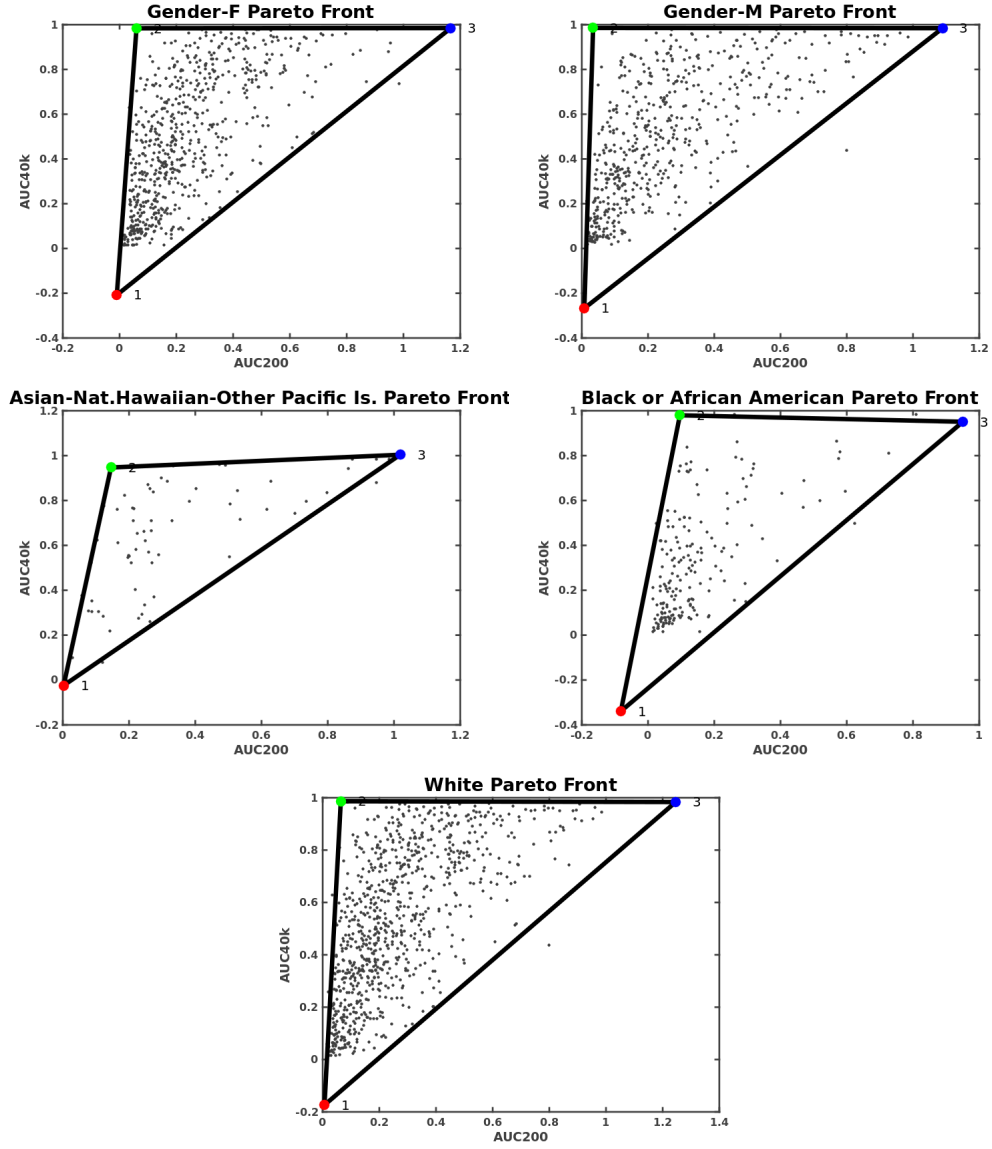 Gender-F Pareto Front
1
0.8
0.6
0.4
0.2
0
-0.2
-0.4
AUC40k
2
3
1
-0.2 0 0.2 0.4 0.6 0.8 1 1.2
AUC200
Gender-M Pareto Front
1
0.8
0.6
0.4
0.2
0
-0.2
-0.4
AUC40k
2
3
1
0 0.2 0.4 0.6 0.8 1 1.2
AUC200
Asian-Nat.Hawaiian-Other Pacific Is. Pareto Front
1.2
1
0.8
0.6
0.4
0.2
0
-0.2
AUC40k
2
3
1
0 0.2 0.4 0.6 0.8 1 1.2
AUC200
Black or African American Pareto Front
1
0.8
0.6
0.4
0.2
0
-0.2
-0.4
AUC40k
2
3
1
-0.2 0 0.2 0.4 0.6 0.8 1
AUC200
White Pareto Front
1
0.8
0.6
0.4
0.2
0
-0.2
AUC40k
2
3
1
0 0.2 0.4 0.6 0.8 1 1.2 1.4
AUC200